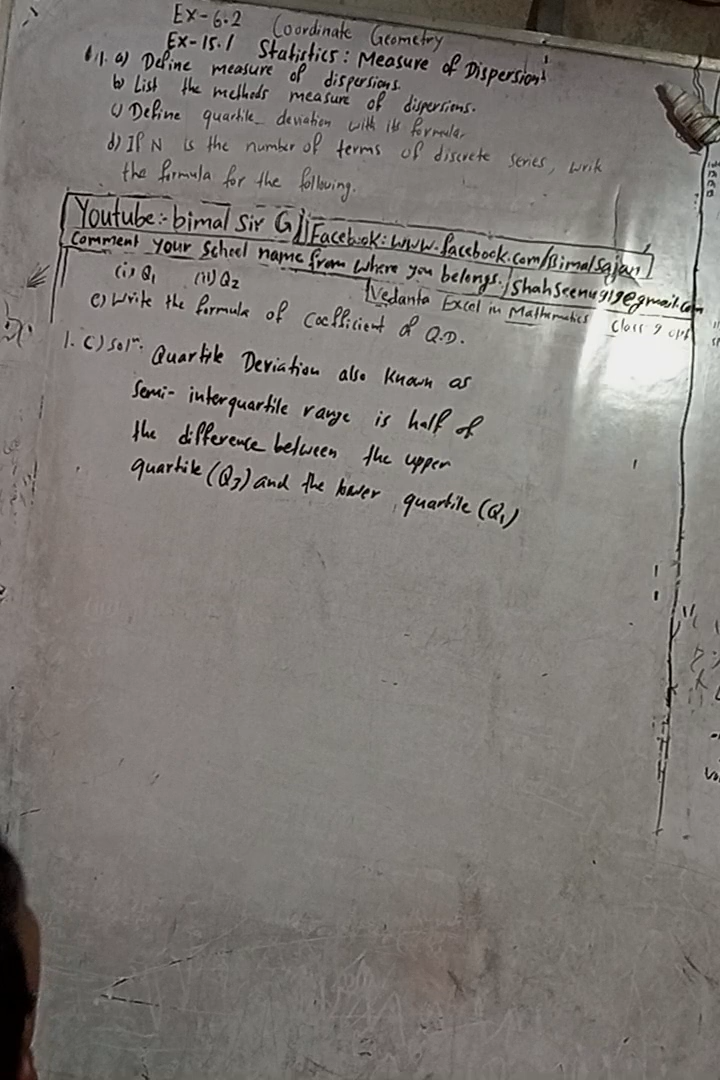 Ex-6.2 Coordinate Geometry
Ex-15.1 Statistics: Measure of Dispersion
1. a) Define measure of dispersions.
b) List the methods measure of dispersions.
c) Define quartile deviation with its formular
d) If N is the number of terms of discrete series, write
the formula for the following.
Youtube:- bimal Sir G || Facebook: www.facebook.com/Bimalsajan
Comment your School name from where you belongs. / shahseenu919@gmail.com
(i) Q₁ (ii) Q₂
Vedanta Excel in Mathematics Class 9 opt
e) Write the formula of Coefficient of Q.D.
1. c) solⁿ: Quartile Deviation also known as
Semi-interquartile range is half of
the difference between the upper
quartile (Q₃) and the lower quartile (Q₁)